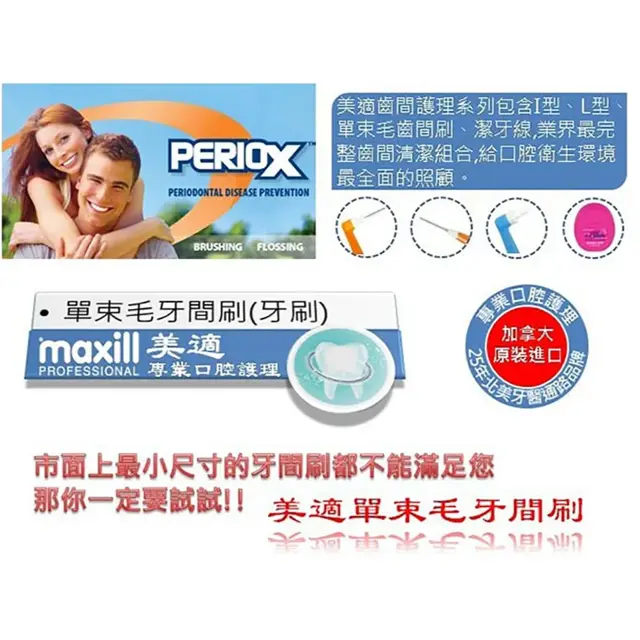 PERIOX™
PERIODONTAL DISEASE PREVENTION
BRUSHING FLOSSING
美適齒間護理系列包含I型、L型、
單束毛齒間刷、潔牙線,業界最完
整齒間清潔組合,給口腔衛生環境
最全面的照顧。
• 單束毛牙間刷(牙刷)
maxill 美適
PROFESSIONAL 專業口腔護理
專業口腔護理
加拿大
原裝進口
25年北美牙醫通路品牌
市面上最小尺寸的牙間刷都不能滿足您
那你一定要試試!!
美適單束毛牙間刷